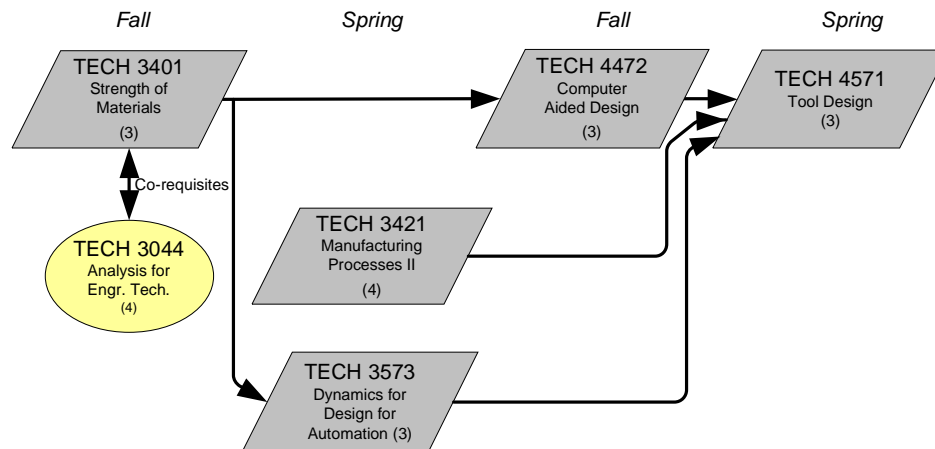 Fall
Spring
Fall
Spring
TECH 3401
Strength of
Materials
(3)
TECH 4472
Computer
Aided Design
(3)
TECH 4571
Tool Design
(3)
Co-requisites
TECH 3044
Analysis for
Engr. Tech.
(4)
TECH 3421
Manufacturing
Processes II
(4)
TECH 3573
Dynamics for
Design for
Automation (3)